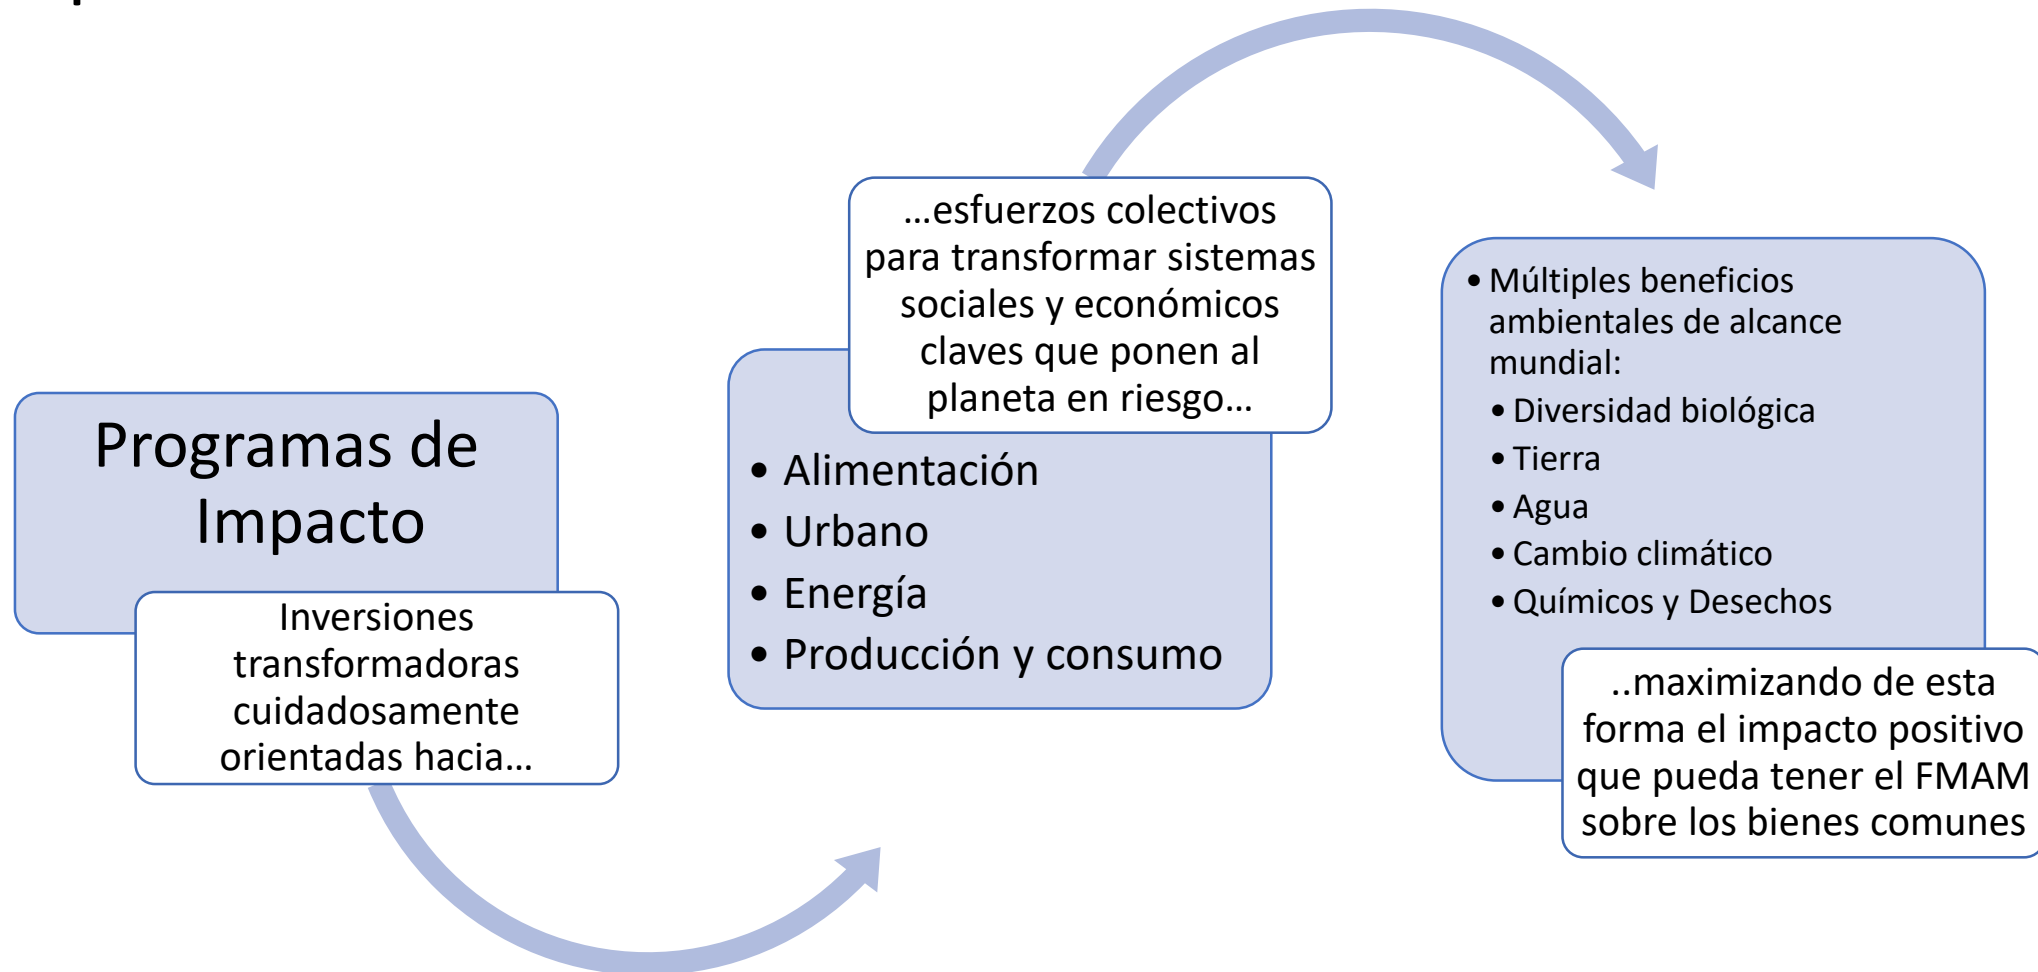 Programas de
Impacto
Inversiones
transformadoras
cuidadosamente
orientadas hacia...
...esfuerzos colectivos
para transformar sistemas
sociales y económicos
claves que ponen al
planeta en riesgo...
• Alimentación
• Urbano
• Energía
• Producción y consumo
• Múltiples beneficios
ambientales de alcance
mundial:
• Diversidad biológica
• Tierra
• Agua
• Cambio climático
• Químicos y Desechos
..maximizando de esta
forma el impacto positivo
que pueda tener el FMAM
sobre los bienes comunes